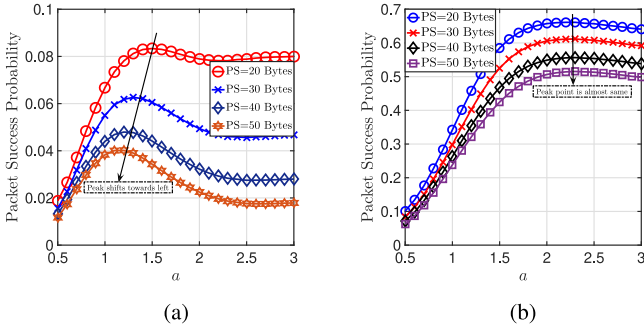 0.1
0.08
0.06
0.04
0.02
0
0.5
1
1.5
2
2.5
3
Packet Success Probability
a
PS=20 Bytes
PS=30 Bytes
PS=40 Bytes
PS=50 Bytes
Peak shifts towards left
(a)
0.7
0.6
0.5
0.4
0.3
0.2
0.1
0
0.5
1
1.5
2
2.5
3
Packet Success Probability
a
PS=20 Bytes
PS=30 Bytes
PS=40 Bytes
PS=50 Bytes
Peak point is almost same
(b)